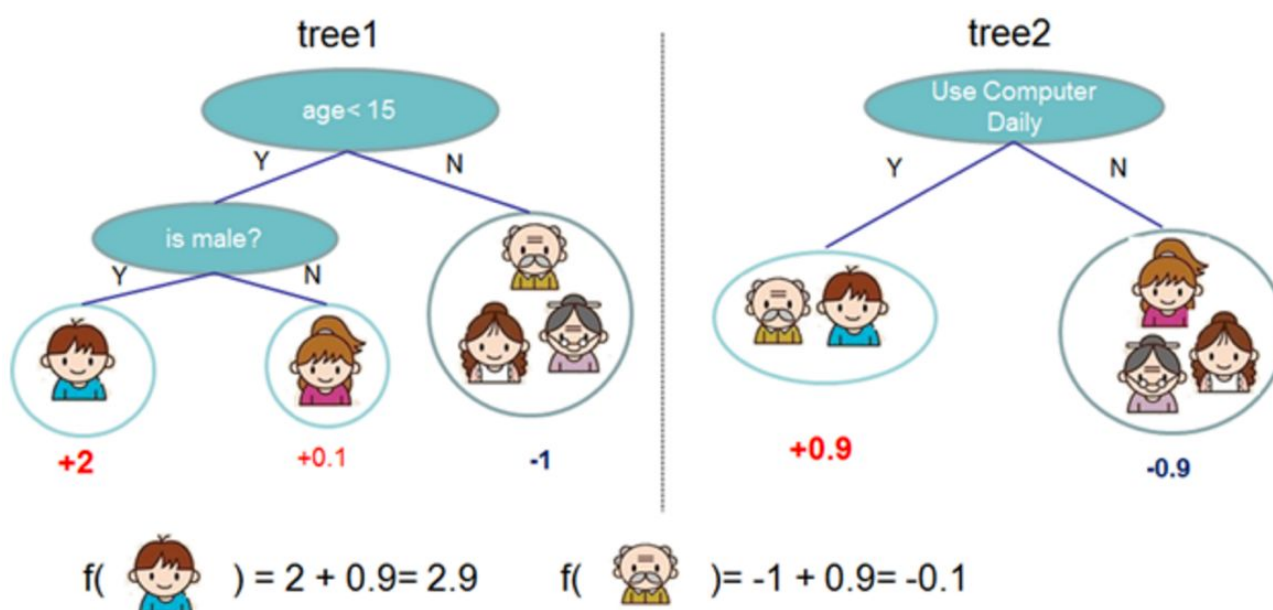 tree1
age< 15
Y
N
is male?
Y
N
+2
+0.1
-1
tree2
Use Computer
Daily
Y
N
+0.9
-0.9
f( ) = 2 + 0.9= 2.9
f( )= -1 + 0.9= -0.1